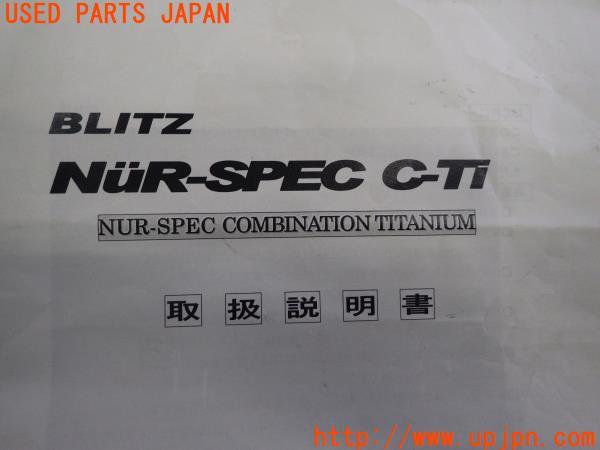 USED PARTS JAPAN
BLITZ
NüR-SPEC C-Ti
NUR-SPEC COMBINATION TITANIUM
取扱説明書
http://www.upjpn.com